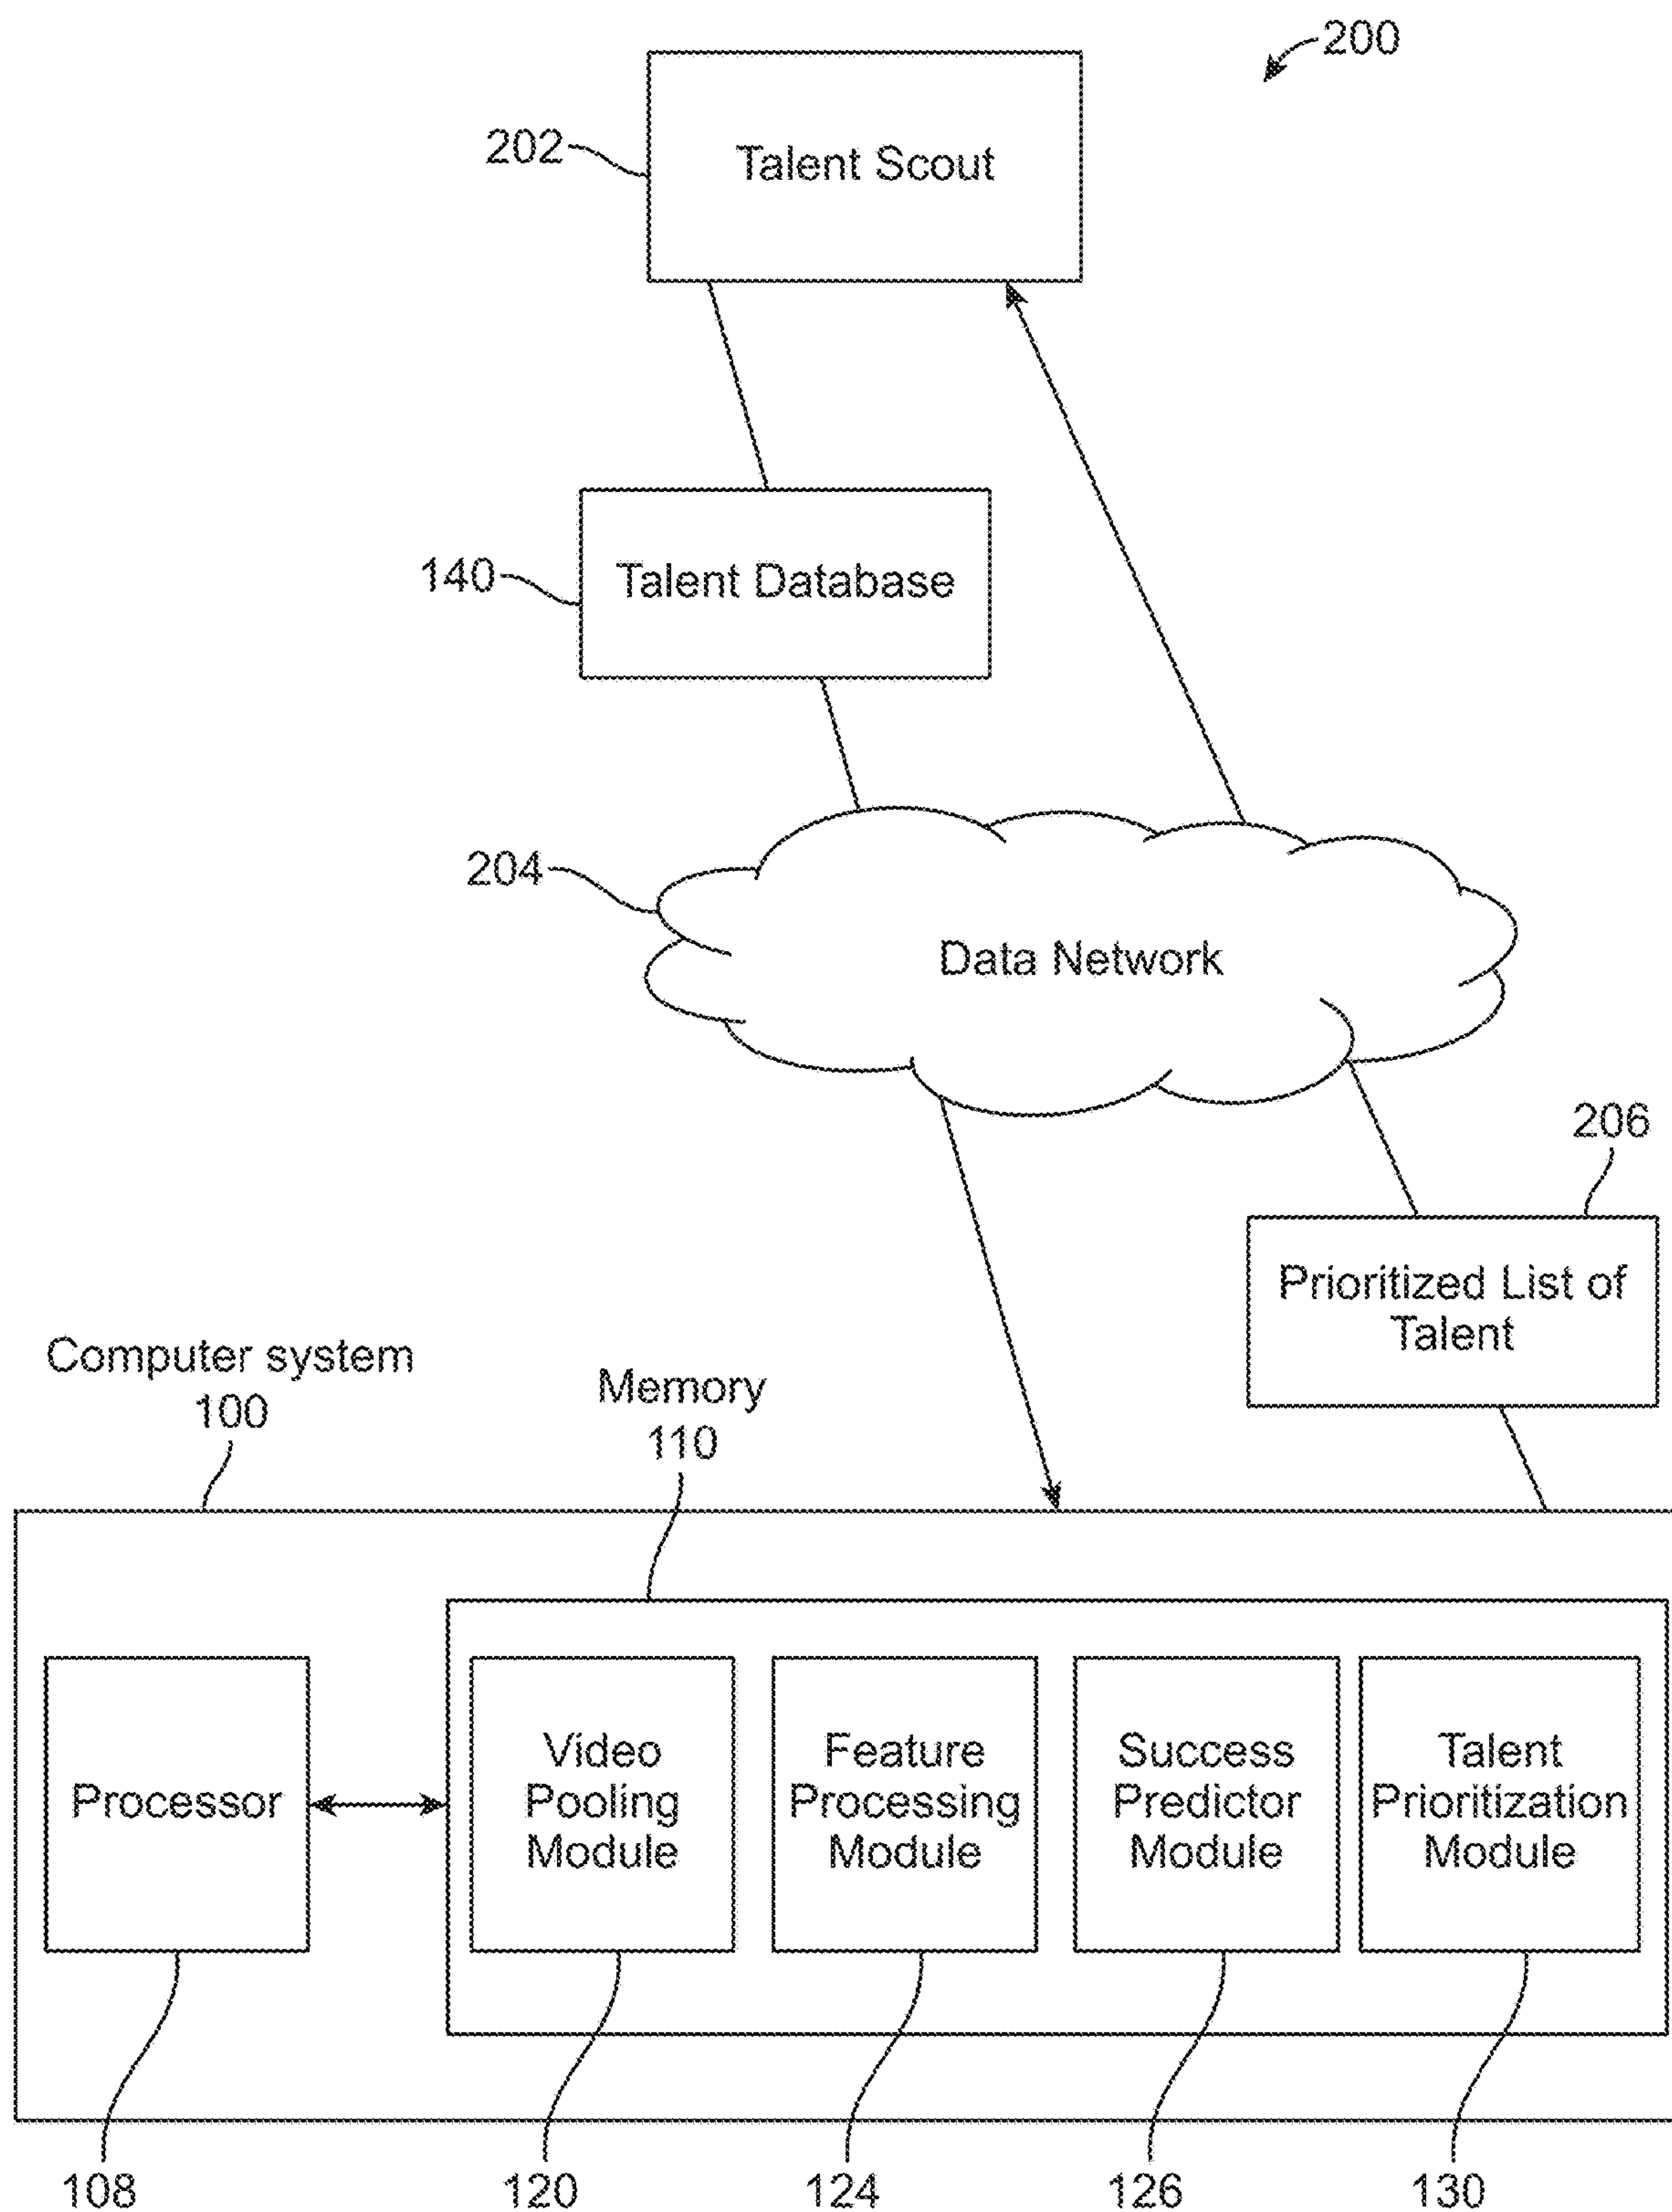 200
202
Talent Scout
140
Talent Database
204
Data Network
206
Prioritized List of
Talent
Computer system
100
Memory
110
Processor
Video
Pooling
Module
Feature
Processing
Module
Success
Predictor
Module
Talent
Prioritization
Module
108
120
124
126
130